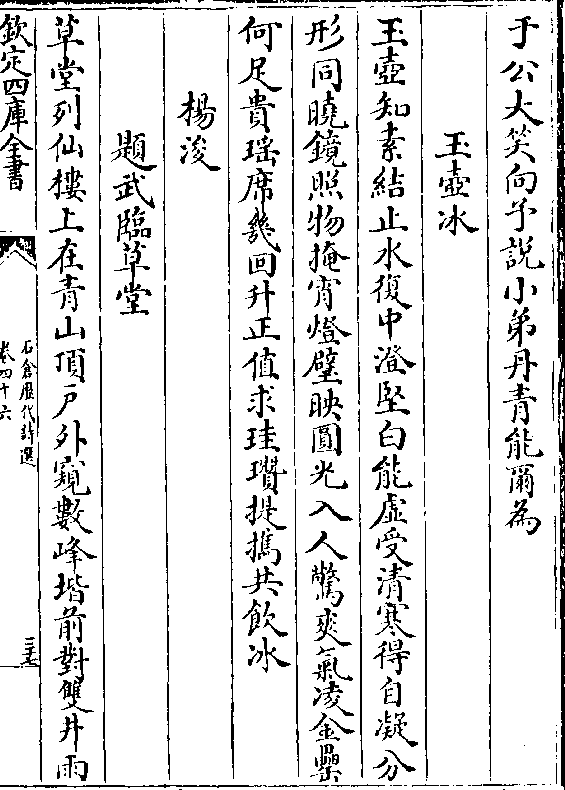 于公大笑向予說小弟丹青能爾為
玉壺冰
玉壺知素結止水復中澄堅白能虛受清寒得自凝分
形同曉鏡照物掩宵燈璧映圓光入人驚爽氣凌金罍
何足貴瑶席幾回升正值求珪瓚提攜共飲冰
楊浚
題武臨草堂
草堂列仙樓上在青山頂戶外窺數峰堦前對雙井雨
欽定四庫全書
石倉歴代詩選
卷四十六
三十七